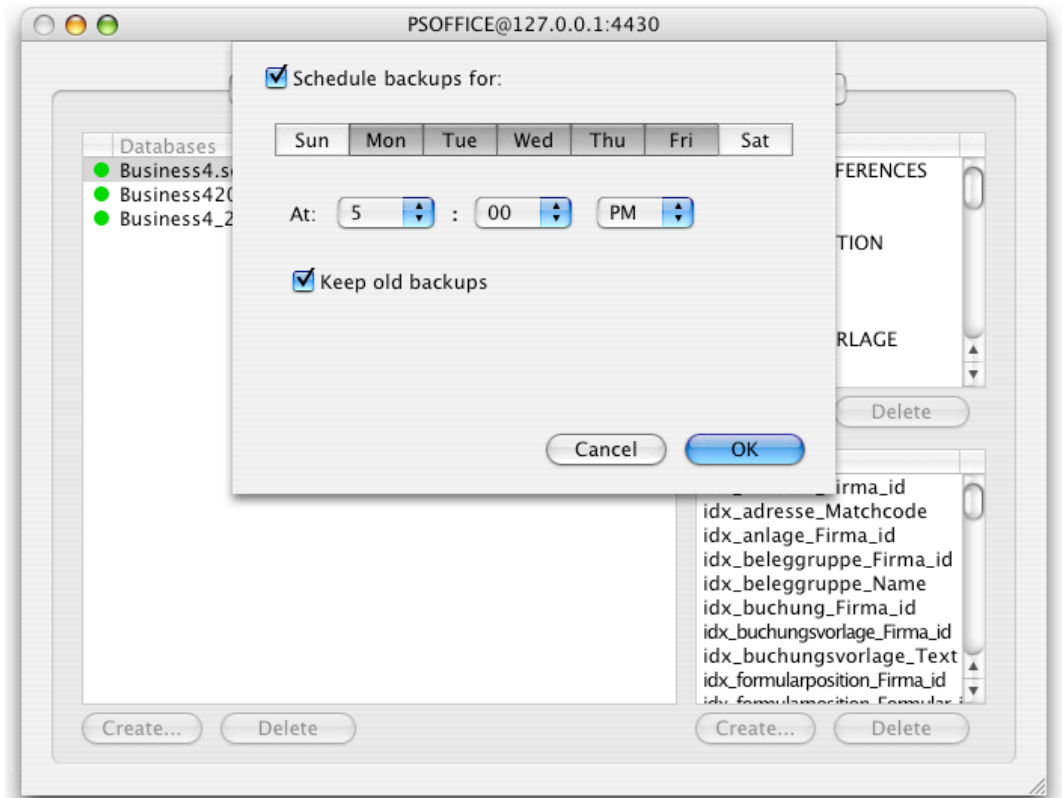 PSOFFICE@127.0.0.1:4430
Schedule backups for:
Sun Mon Tue Wed Thu Fri Sat
At: 5 : 00 PM
Keep old backups
Cancel OK
Databases
Business4.s
Business420
Business4_2
Create... Delete
FERENCES
TION
RLAGE
Delete
irma_id
idx_adresse_Matchcode
idx_anlage_Firma_id
idx_beleggruppe_Firma_id
idx_beleggruppe_Name
idx_buchung_Firma_id
idx_buchungsvorlage_Firma_id
idx_buchungsvorlage_Text
idx_formularposition_Firma_id
Create... Delete